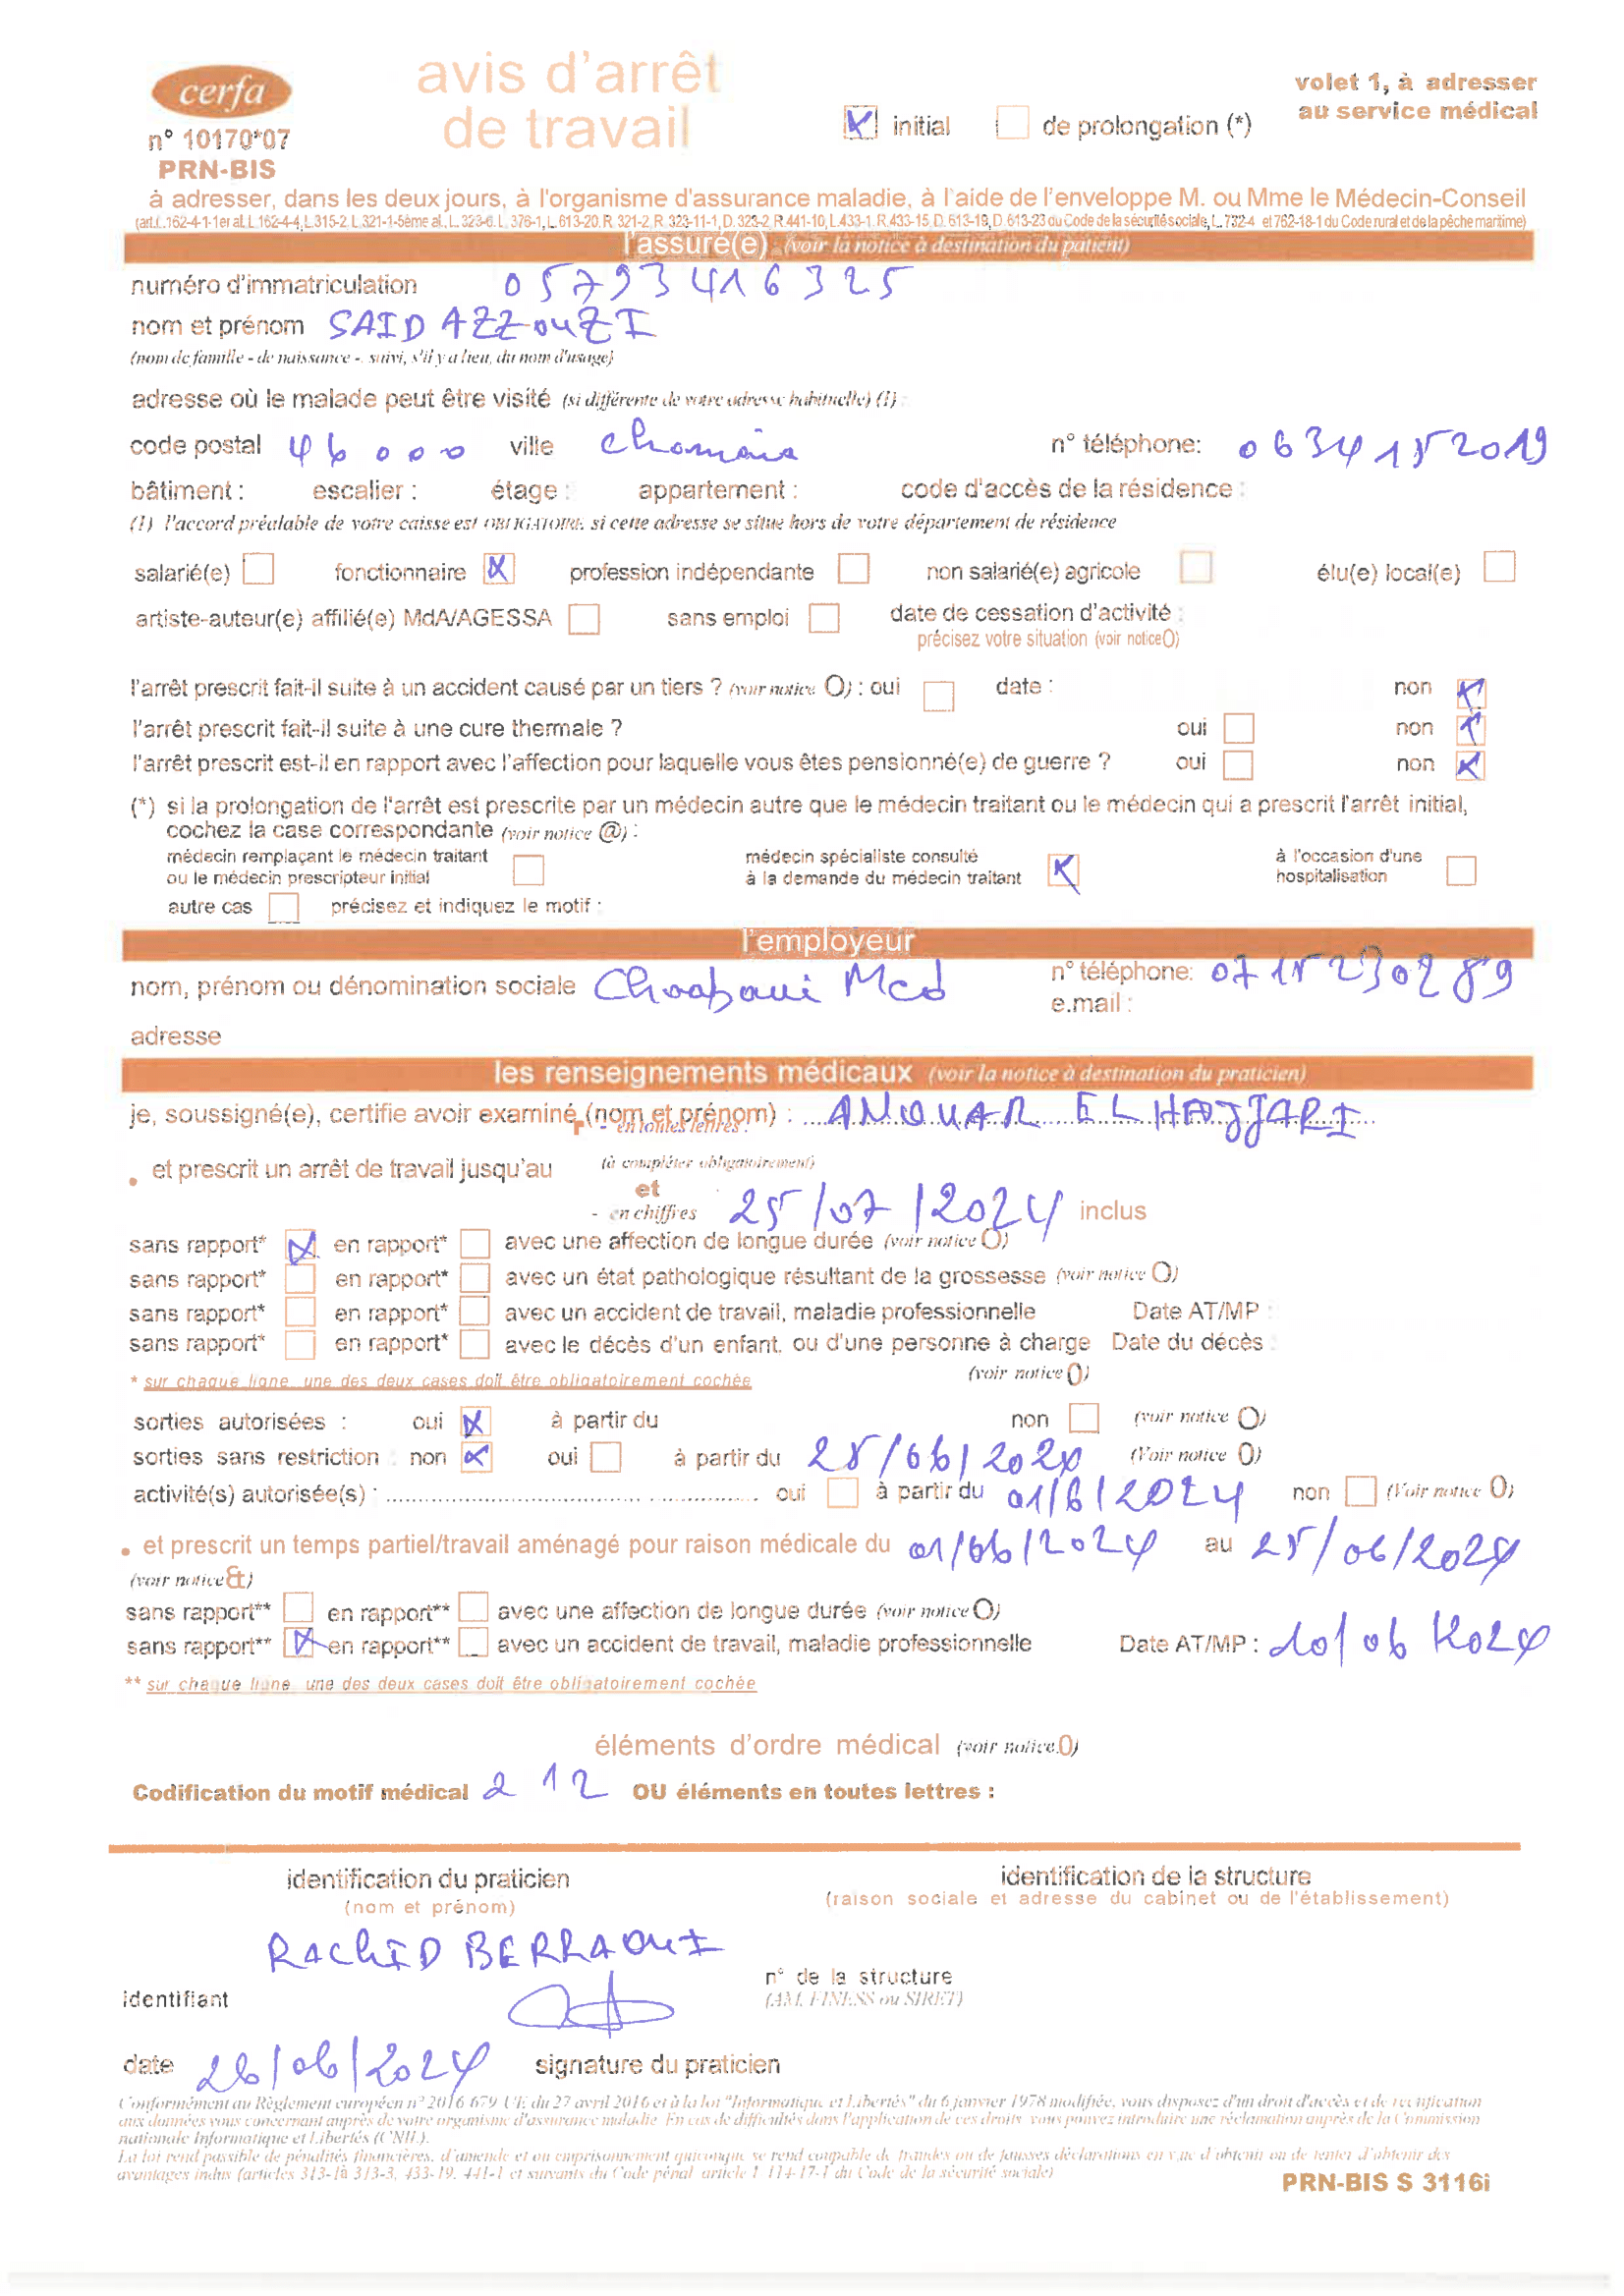 cerfa
n° 10170*07
PRN-BIS
avis d'arrêt
de travail
initial de prolongation (*)
volet 1, à adresser
au service médical
à adresser, dans les deux jours, à l'organisme d'assurance maladie, à l'aide de l'enveloppe M. ou Mme le Médecin-Conseil
(art.L.162-4-1-1er al. L.162-4-4, L.315-2, L.321-1-5ème al., L. 323-6. L. 376-1, L. 613-20. R. 321-2, R. 323-11-1, D. 323-2, R.441-10, L.433-1. R.433-15. D. 613-19, D. 613-23 du Code de la sécurité sociale, L. 732-4 et 762-18-1 du Code rural et de la pêche maritime)
l'assuré(e) (voir la notice à destination du patient)
numéro d'immatriculation 057933416325
nom et prénom SAID AZZOUZI
(nom de famille - de naissance -, suivi, s'il y a lieu, du nom d'usage)
adresse où le malade peut être visité (si différente de votre adresse habituelle) (1) :
code postal 46000 ville n° téléphone: 0634152019
bâtiment : escalier : étage : appartement : code d'accès de la résidence :
(1) l'accord préalable de votre caisse est OBLIGATOIRE si cette adresse se situe hors de votre département de résidence
salarié(e) fonctionnaire profession indépendante non salarié(e) agricole élu(e) local(e)
artiste-auteur(e) affilié(e) MdA/AGESSA sans emploi date de cessation d'activité :
précisez votre situation (voir notice())
l'arrêt prescrit fait-il suite à un accident causé par un tiers ? (voir notice ()) : oui date : non
l'arrêt prescrit fait-il suite à une cure thermale ? oui non
l'arrêt prescrit est-il en rapport avec l'affection pour laquelle vous êtes pensionné(e) de guerre ? oui non
(*) si la prolongation de l'arrêt est prescrite par un médecin autre que le médecin traitant ou le médecin qui a prescrit l'arrêt initial,
cochez la case correspondante (voir notice @) :
médecin remplaçant le médecin traitant
ou le médecin prescripteur initial
médecin spécialiste consulté
à la demande du médecin traitant
à l'occasion d'une
hospitalisation
autre cas précisez et indiquez le motif :
l'employeur
nom, prénom ou dénomination sociale Chaabaui Med n° téléphone: 0715230289
e.mail :
adresse
les renseignements médicaux (voir la notice à destination du praticien)
je, soussigné(e), certifie avoir examiné (nom et prénom) : ANOUAR ELHAJJARI
- en toutes lettres :
• et prescrit un arrêt de travail jusqu'au (à compléter obligatoirement)
et
- en chiffres 25/07/2024 inclus
sans rapport* en rapport* avec une affection de longue durée (voir notice ())
sans rapport* en rapport* avec un état pathologique résultant de la grossesse (voir notice ())
sans rapport* en rapport* avec un accident de travail, maladie professionnelle Date AT/MP :
sans rapport* en rapport* avec le décès d'un enfant, ou d'une personne à charge Date du décès :
* sur chaque ligne, une des deux cases doit être obligatoirement cochée (voir notice ())
sorties autorisées : oui à partir du non (voir notice ())
sorties sans restriction : non oui à partir du 25/06/2024 (Voir notice ())
activité(s) autorisée(s) : oui à partir du 01/6/2024 non (Voir notice ())
• et prescrit un temps partiel/travail aménagé pour raison médicale du 01/06/2024 au 25/06/2024
(voir notice &)
sans rapport** en rapport** avec une affection de longue durée (voir notice ())
sans rapport** en rapport** avec un accident de travail, maladie professionnelle Date AT/MP : 10/06/2024
** sur chaque ligne, une des deux cases doit être obligatoirement cochée
éléments d'ordre médical (voir notice ())
Codification du motif médical 212 OU éléments en toutes lettres :
identification du praticien
(nom et prénom)
identification de la structure
(raison sociale et adresse du cabinet ou de l'établissement)
RACHID BERRAOUI
identifiant
n° de la structure
(AM, FINESS ou SIRET)
date 26/06/2024 signature du praticien
Conformément au Règlement européen n° 2016/679 UE du 27 avril 2016 et à la loi "Informatique et Libertés" du 6 janvier 1978 modifiée, vous disposez d'un droit d'accès et de rectification
aux données vous concernant auprès de votre organisme d'assurance maladie. En cas de difficultés dans l'application de ces droits, vous pouvez introduire une réclamation auprès de la Commission
nationale Informatique et Libertés (CNIL).
La loi rend passible de pénalités financières, d'amende et ou emprisonnement quiconque se rend coupable de fraudes ou de fausses déclarations en vue d'obtenir ou de tenter d'obtenir des
avantages indus (articles 313-1à 313-3, 433-19, 441-1 et suivants du Code pénal, article L 114-17-1 du Code de la sécurité sociale)
PRN-BIS S 3116i